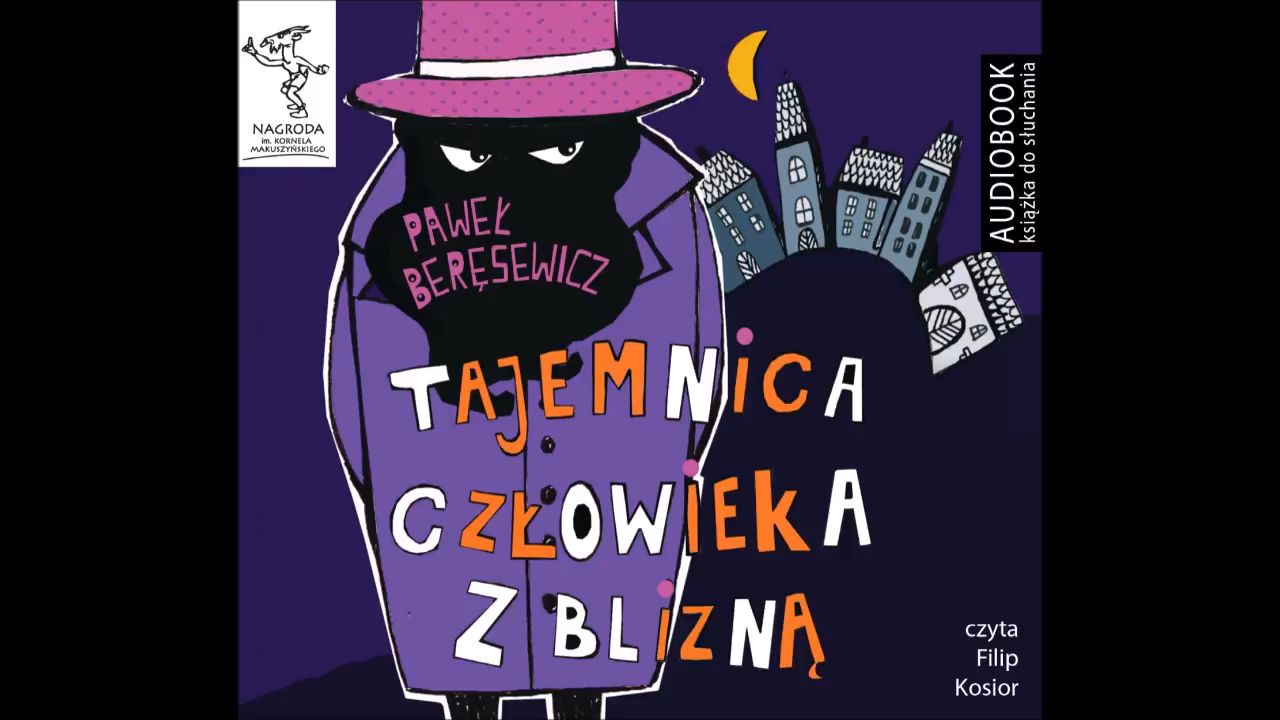 NAGRODA
im. KORNELA
MAKUSZYŃSKIEGO
PAWEŁ
BERĘSEWICZ
AUDIOBOOK
książka do słuchania
TAJEMNiCA
CZŁOWiEKA
Z BLiZNĄ
czyta
Filip
Kosior